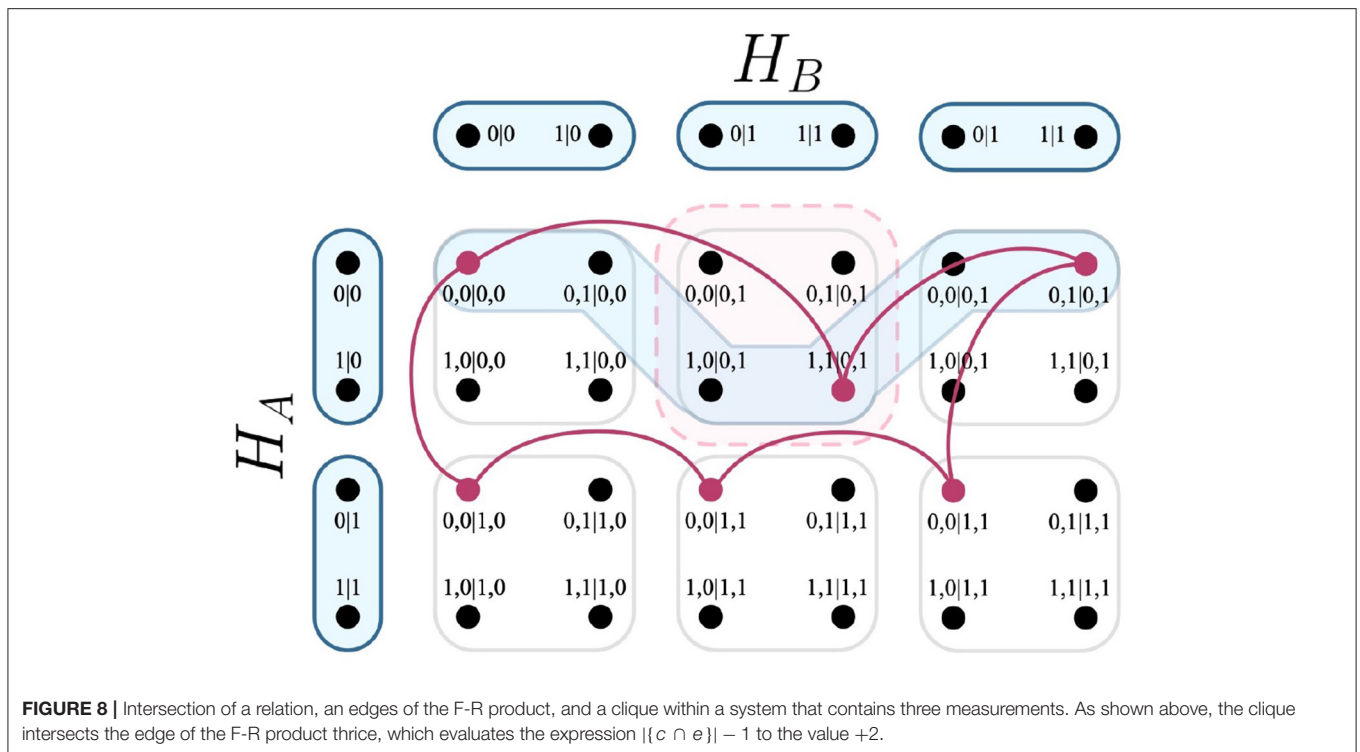 H_B
0|0 1|0 0|1 1|1 0|1 1|1
H_A
0|0
0,0|0,0 0,1|0,0 0,0|0,1 0,1|0,1 0,0|0,1 0,1|0,1
1|0
1,0|0,0 1,1|0,0 1,0|0,1 1,1|0,1 1,0|0,1 1,1|0,1
0|1
0,0|1,0 0,1|1,0 0,0|1,1 0,1|1,1 0,0|1,1 0,1|1,1
1|1
1,0|1,0 1,1|1,0 1,0|1,1 1,1|1,1 1,0|1,1 1,1|1,1
FIGURE 8 | Intersection of a relation, an edges of the F-R product, and a clique within a system that contains three measurements. As shown above, the clique
intersects the edge of the F-R product thrice, which evaluates the expression |{c ∩ e}| − 1 to the value +2.